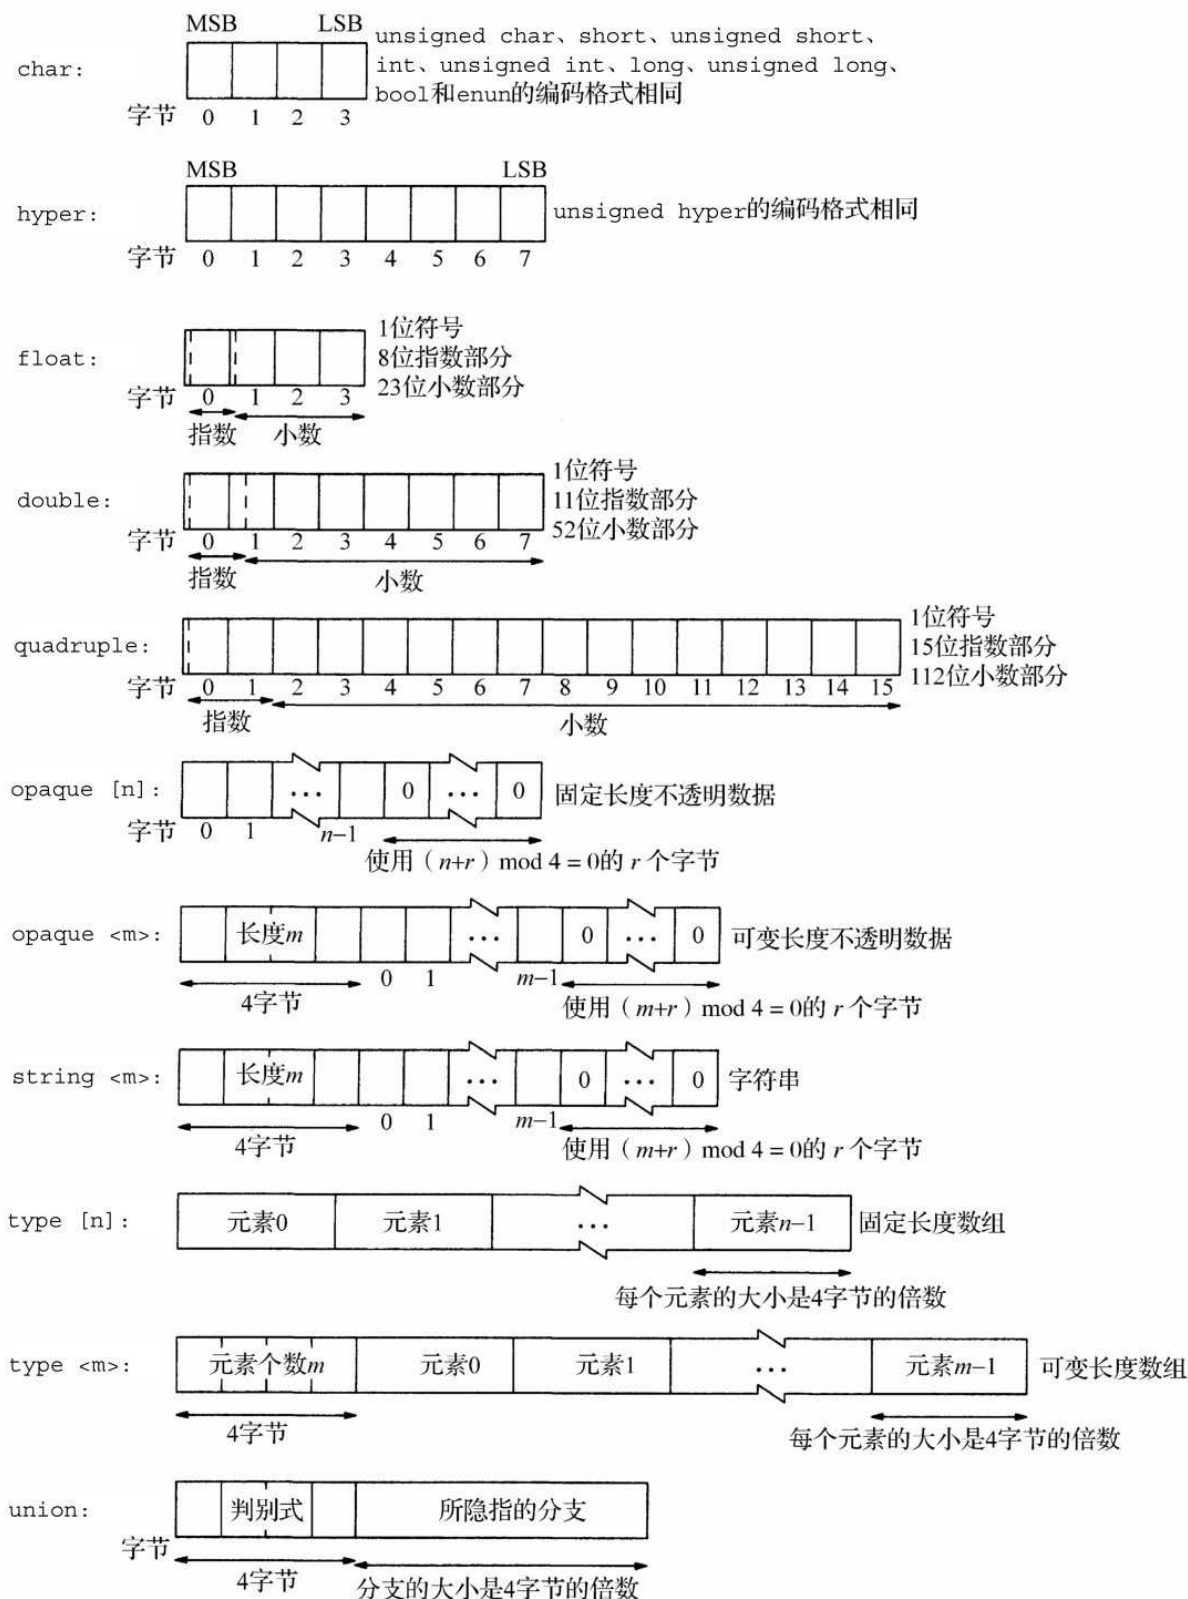 MSB LSB
unsigned char、short、unsigned short、
char: int、unsigned int、long、unsigned long、
bool和enun的编码格式相同
字节 0 1 2 3
MSB LSB
hyper: unsigned hyper的编码格式相同
字节 0 1 2 3 4 5 6 7
1位符号
float: 8位指数部分
23位小数部分
字节 0 1 2 3
指数 小数
1位符号
double: 11位指数部分
52位小数部分
字节 0 1 2 3 4 5 6 7
指数 小数
1位符号
quadruple: 15位指数部分
112位小数部分
字节 0 1 2 3 4 5 6 7 8 9 10 11 12 13 14 15
指数 小数
opaque [n]: … 0 … 0 固定长度不透明数据
字节 0 1 n–1
使用（n+r）mod 4 = 0的 r 个字节
opaque <m>: 长度m … 0 … 0 可变长度不透明数据
0 1 m–1
4字节 使用（m+r）mod 4 = 0的 r 个字节
string <m>: 长度m … 0 … 0 字符串
0 1 m–1
4字节 使用（m+r）mod 4 = 0的 r 个字节
type [n]: 元素0 元素1 … 元素n–1 固定长度数组
每个元素的大小是4字节的倍数
type <m>: 元素个数m 元素0 元素1 … 元素m–1 可变长度数组
4字节 每个元素的大小是4字节的倍数
union: 判别式 所隐指的分支
字节
4字节 分支的大小是4字节的倍数